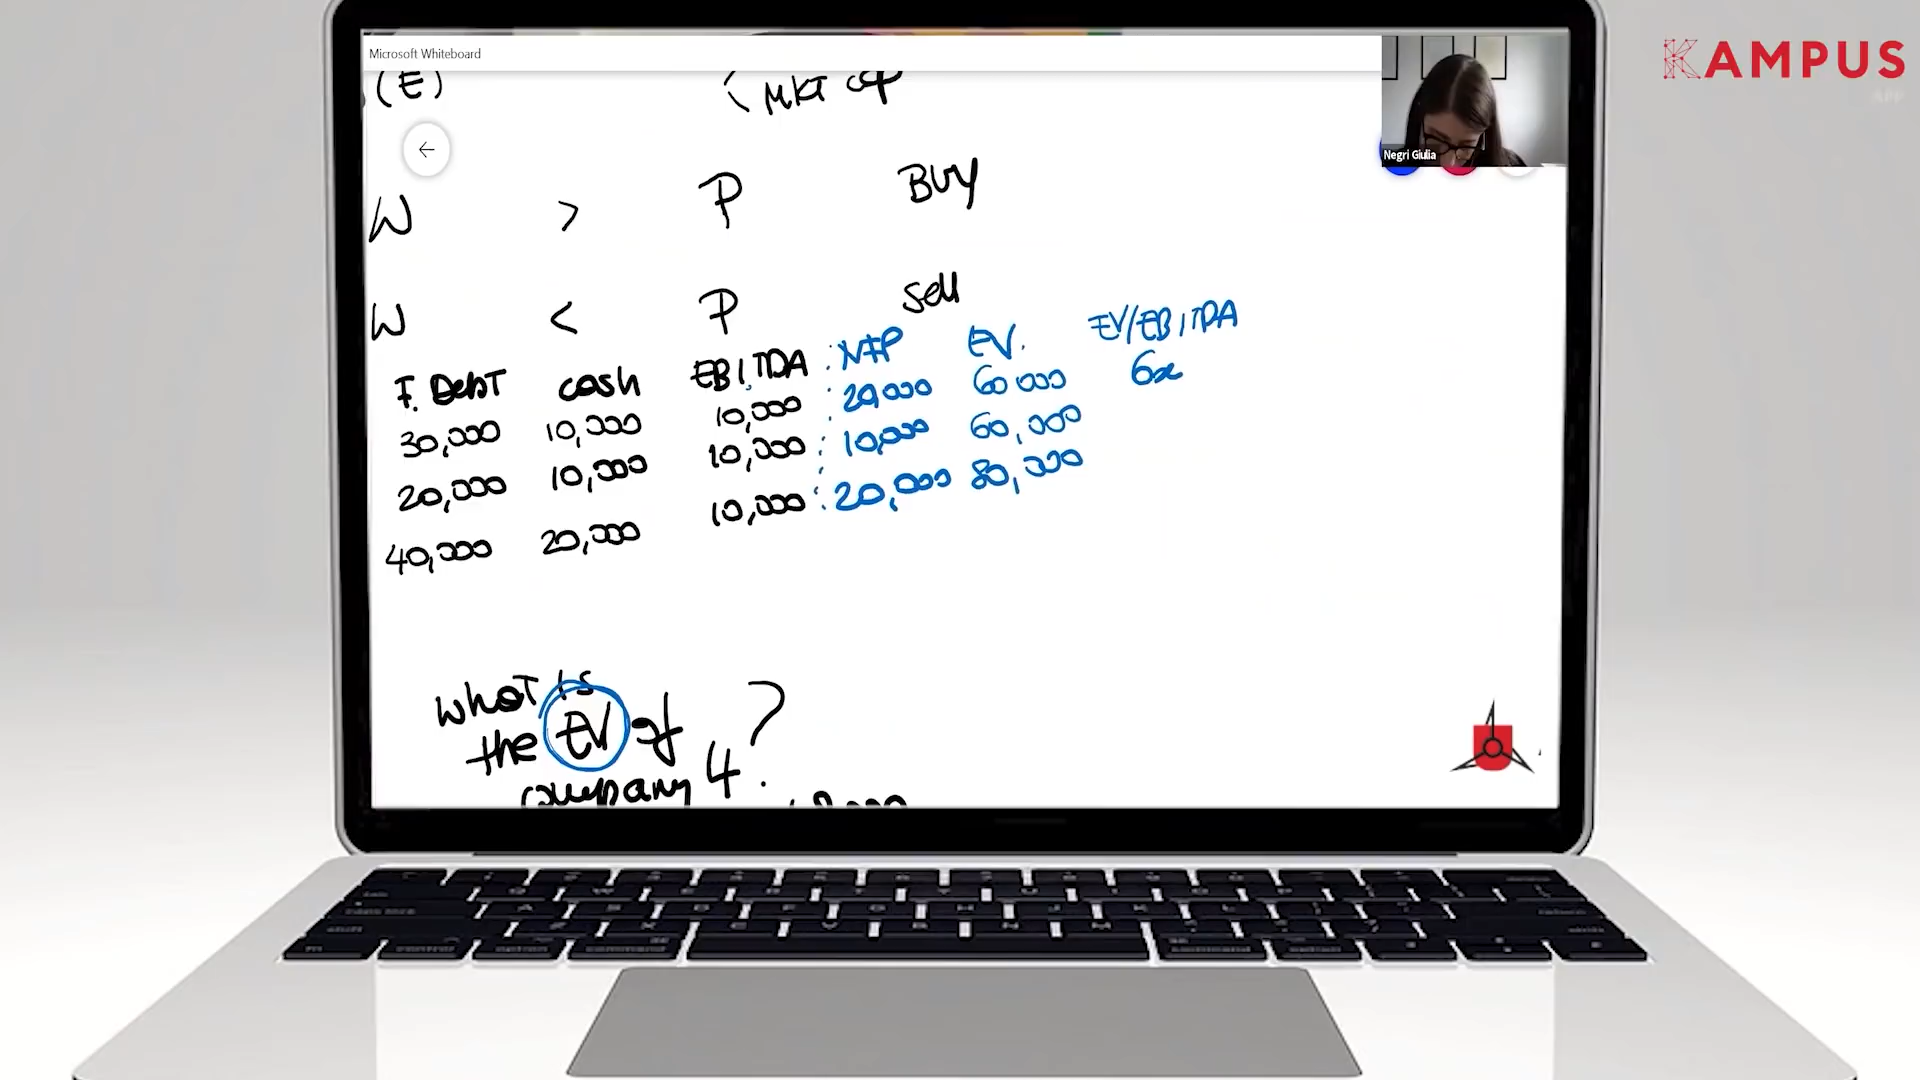 KAMPUS
APP
Microsoft Whiteboard
(E) (MKT cap
Negri Giulia
W > P BUY
W < P Sell
F. Debt cash EBITDA NFP EV. EV/EBITDA
30,000 10,000 10,000 20,000 60000 6x
20,000 10,000 10,000 10,000 60,000
40,000 20,000 10,000 20,000 80,000
What is
the EV of ?
company 4.